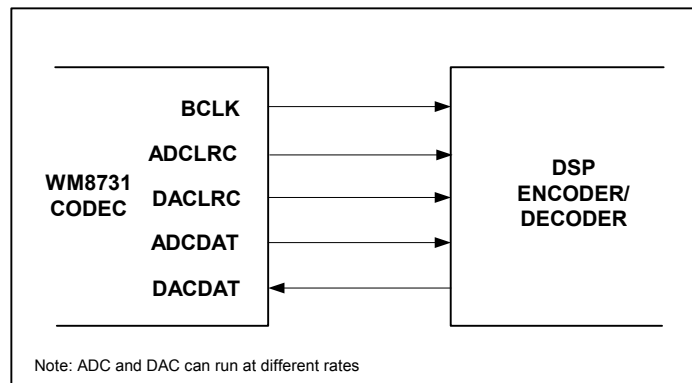 BCLK
ADCLRC
WM8731
CODEC
DACLRC
ADCDAT
DACDAT
DSP
ENCODER/
DECODER
Note: ADC and DAC can run at different rates